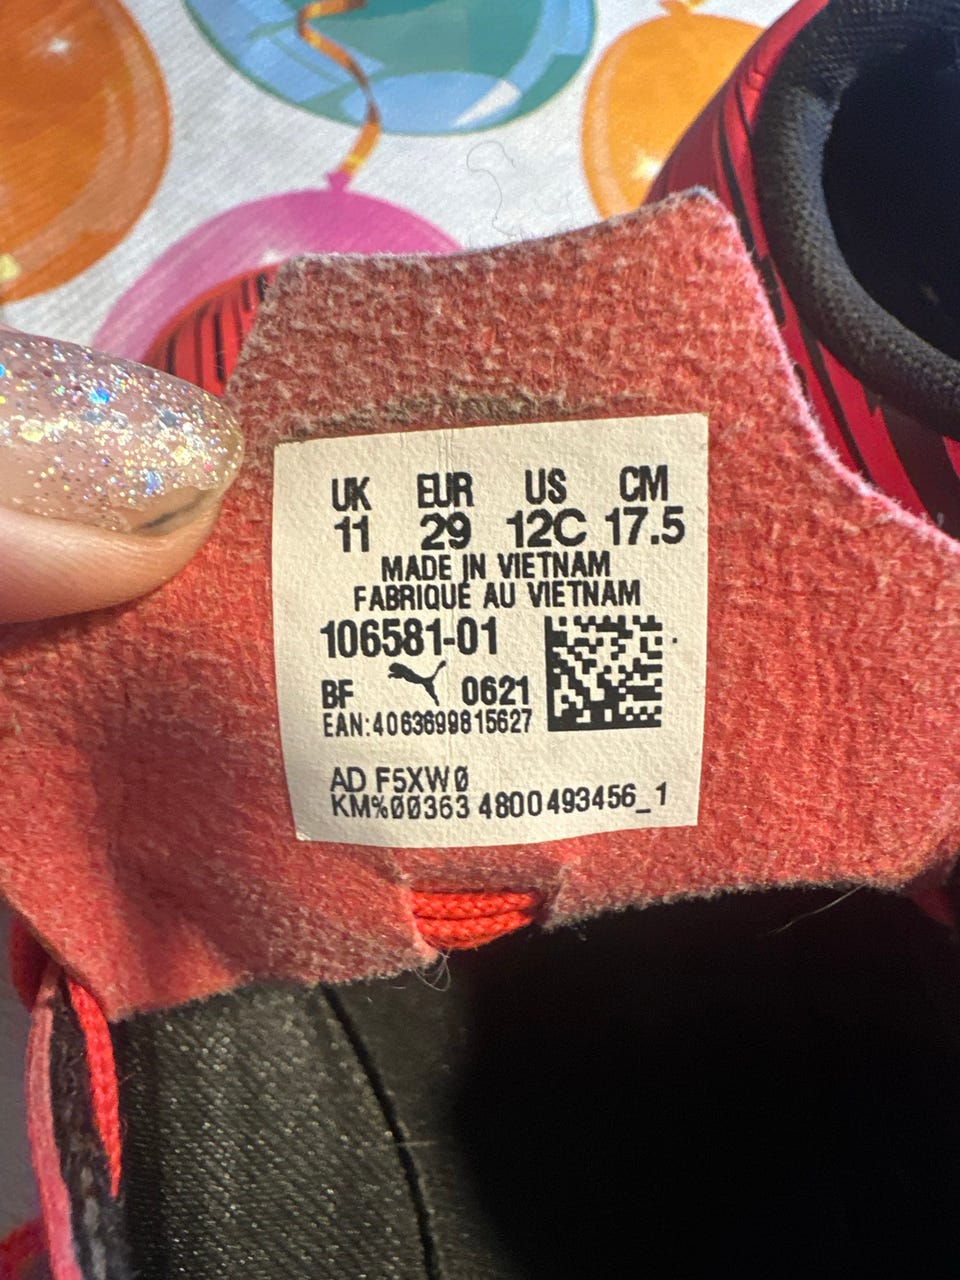 UK EUR US CM
11 29 12C 17.5
MADE IN VIETNAM
FABRIQUÉ AU VIETNAM
106581-01
BF 0621
EAN:4063699815627
AD F5XW0
KM%00363 4800493456_1